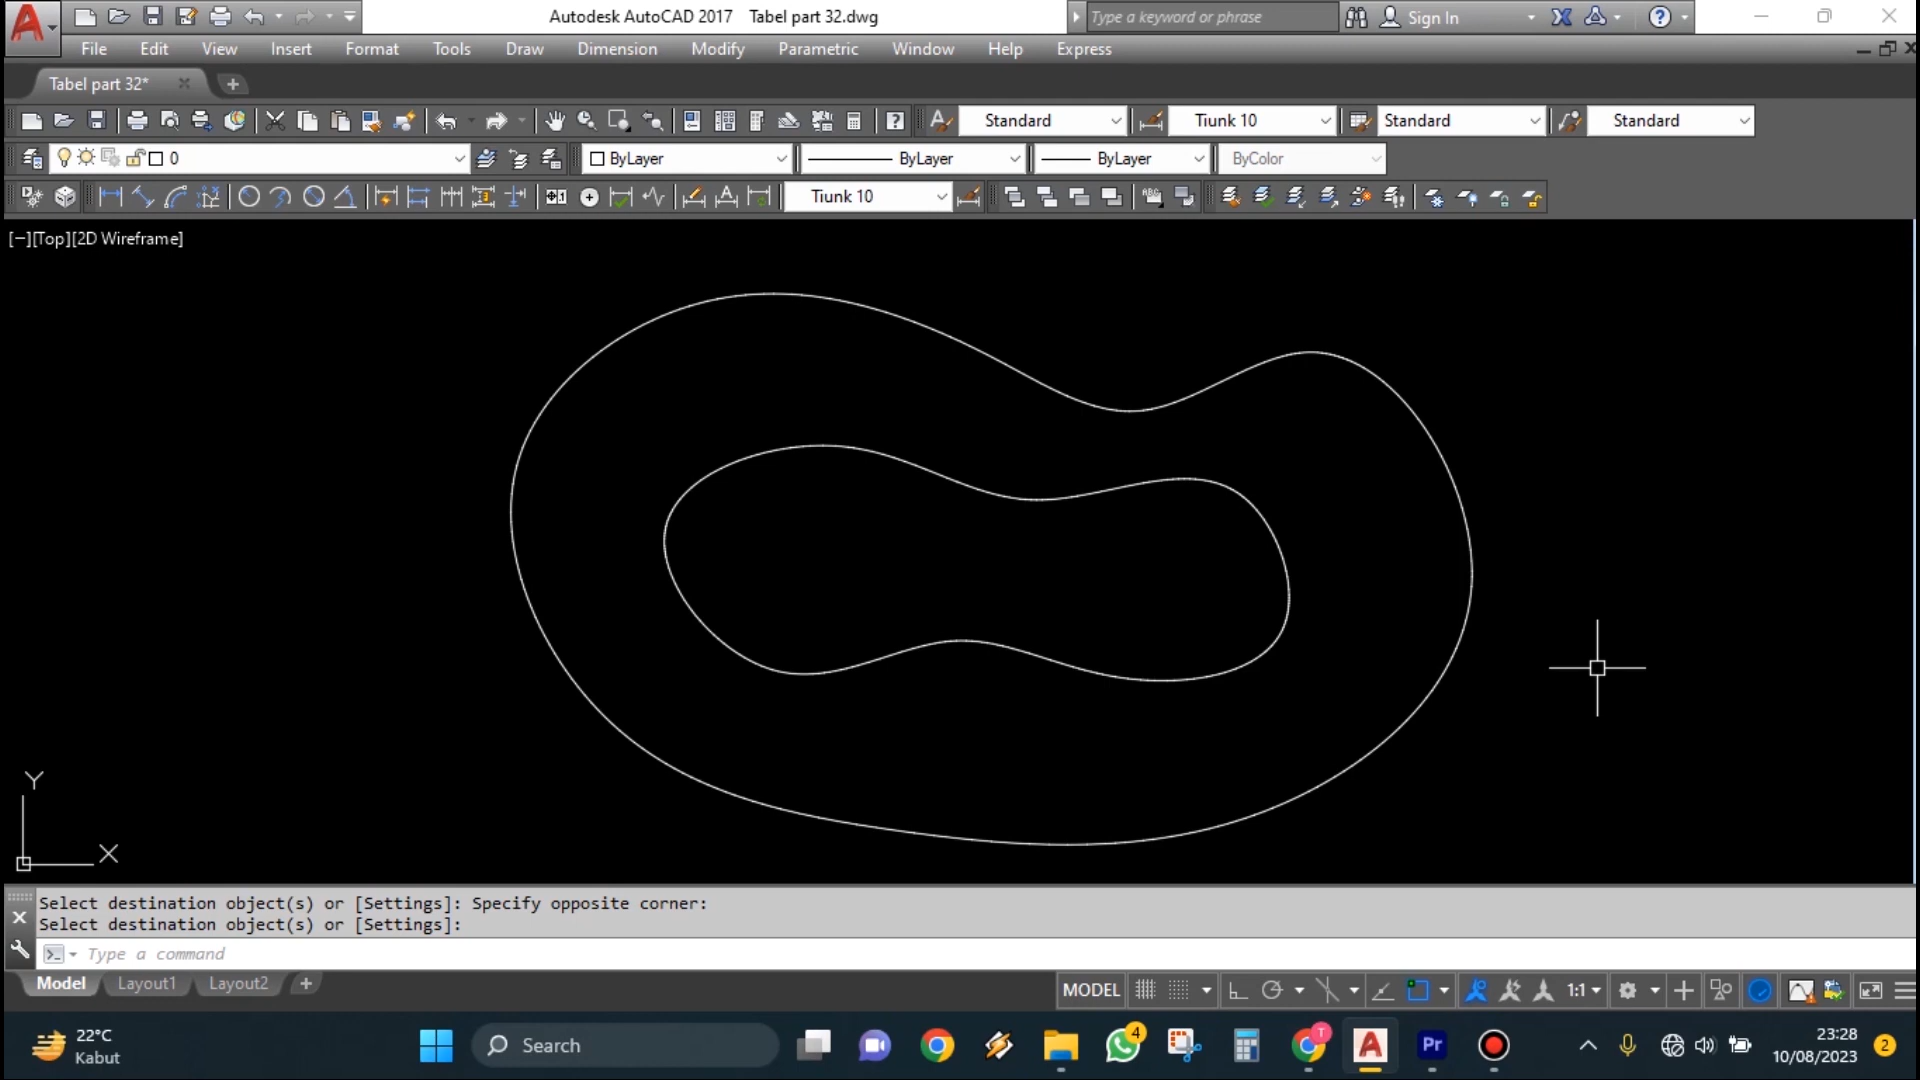 Autodesk AutoCAD 2017 Tabel part 32.dwg
Type a keyword or phrase
Sign In
File Edit View Insert Format Tools Draw Dimension Modify Parametric Window Help Express
Tabel part 32*
Standard
Tiunk 10
Standard
Standard
0
ByLayer
ByLayer
ByLayer
ByColor
Tiunk 10
[−][Top][2D Wireframe]
Y
X
Select destination object(s) or [Settings]: Specify opposite corner:
Select destination object(s) or [Settings]:
Type a command
Model Layout1 Layout2
MODEL
1:1
22°C
Kabut
Search
4
T
Pr
23:28
10/08/2023
2